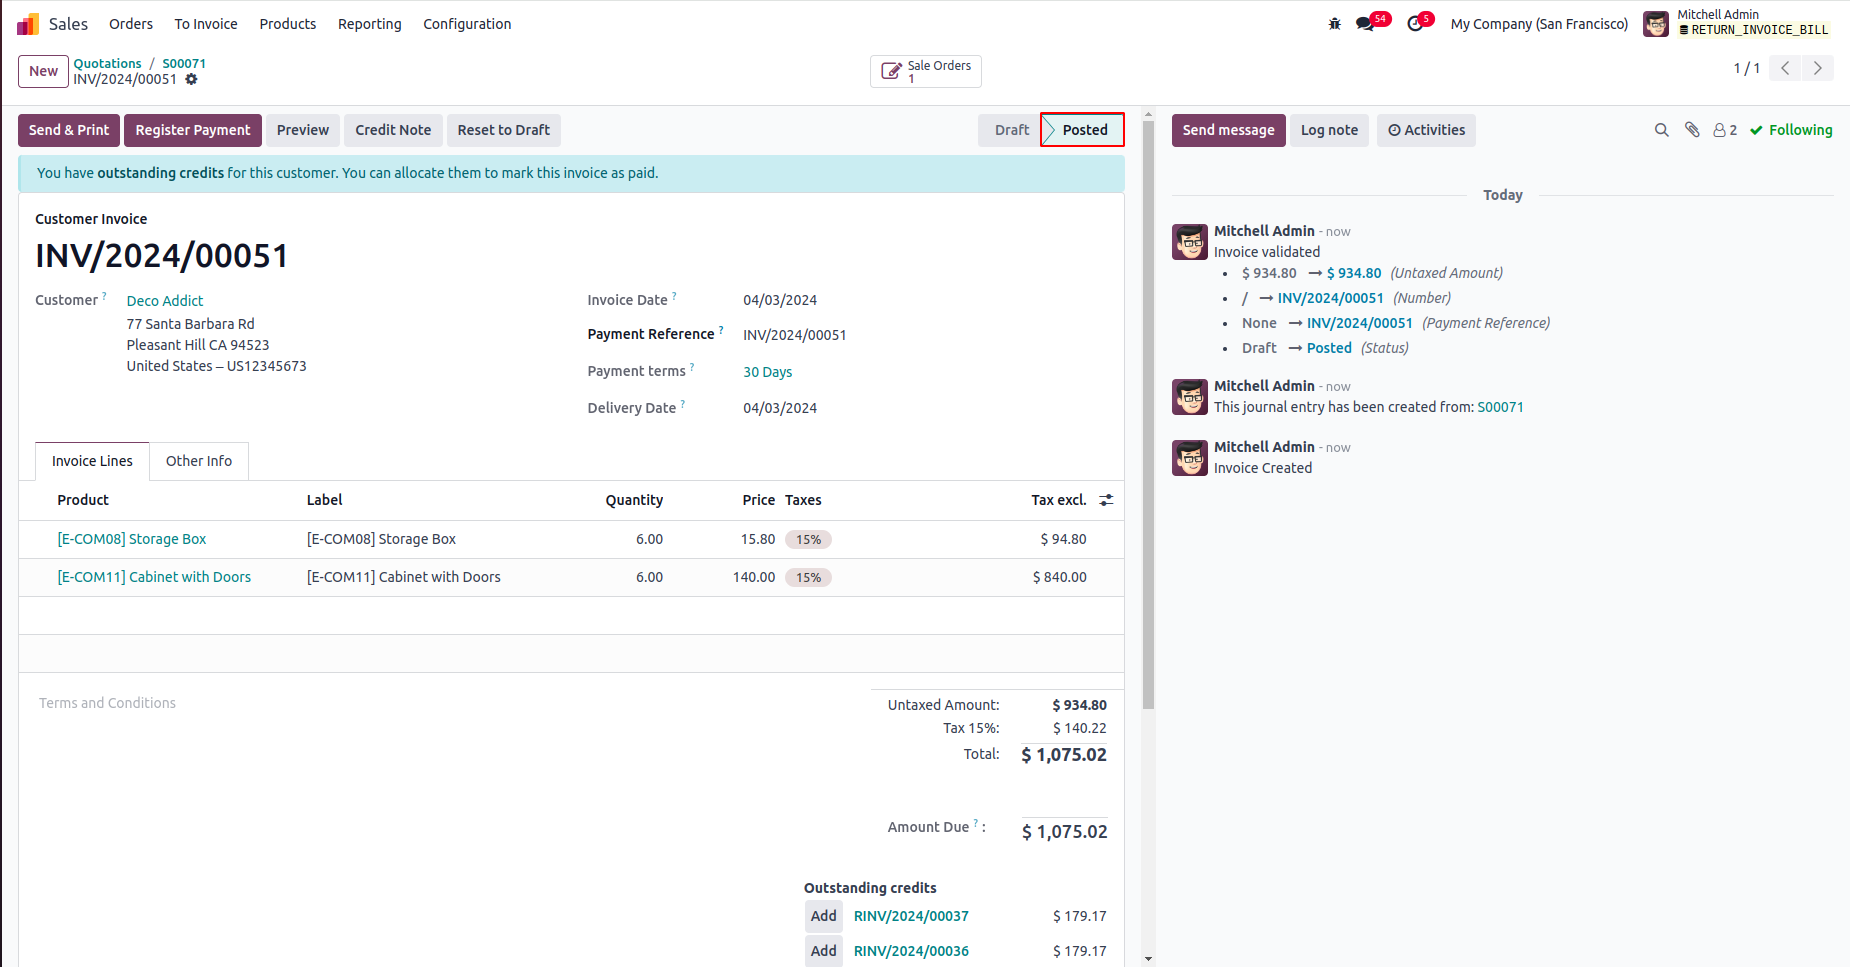 Sales Orders To Invoice Products Reporting Configuration 54 5 My Company (San Francisco) Mitchell Admin
RETURN_INVOICE_BILL
New Quotations / S00071
INV/2024/00051
Sale Orders
1
1 / 1
Send & Print Register Payment Preview Credit Note Reset to Draft Draft Posted
You have outstanding credits for this customer. You can allocate them to mark this invoice as paid.
Customer Invoice
INV/2024/00051
Customer ? Deco Addict
77 Santa Barbara Rd
Pleasant Hill CA 94523
United States – US12345673
Invoice Date ? 04/03/2024
Payment Reference ? INV/2024/00051
Payment terms ? 30 Days
Delivery Date ? 04/03/2024
Invoice Lines Other Info
Product Label Quantity Price Taxes Tax excl.
[E-COM08] Storage Box [E-COM08] Storage Box 6.00 15.80 15% $ 94.80
[E-COM11] Cabinet with Doors [E-COM11] Cabinet with Doors 6.00 140.00 15% $ 840.00
Terms and Conditions
Untaxed Amount: $ 934.80
Tax 15%: $ 140.22
Total: $ 1,075.02
Amount Due ? : $ 1,075.02
Outstanding credits
Add RINV/2024/00037 $ 179.17
Add RINV/2024/00036 $ 179.17
Send message Log note Activities 2 Following
Today
Mitchell Admin - now
Invoice validated
• $ 934.80 → $ 934.80 (Untaxed Amount)
• / → INV/2024/00051 (Number)
• None → INV/2024/00051 (Payment Reference)
• Draft → Posted (Status)
Mitchell Admin - now
This journal entry has been created from: S00071
Mitchell Admin - now
Invoice Created